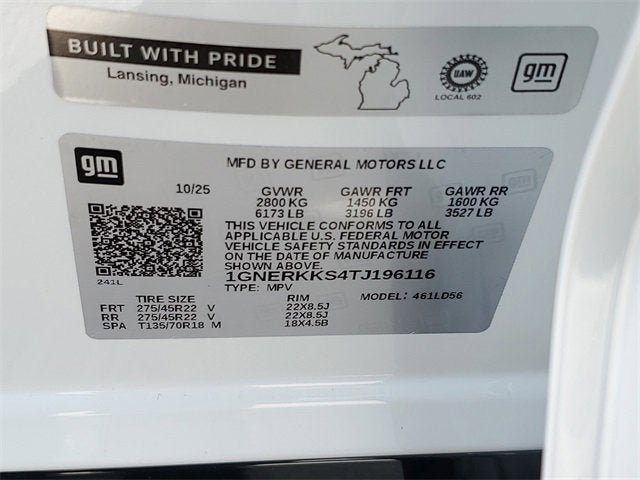 BUILT WITH PRIDE
Lansing, Michigan
UAW
LOCAL 602
gm
gm
MFD BY GENERAL MOTORS LLC
10/25 GVWR GAWR FRT GAWR RR
2800 KG 1450 KG 1600 KG
6173 LB 3196 LB 3527 LB
THIS VEHICLE CONFORMS TO ALL
APPLICABLE U.S. FEDERAL MOTOR
VEHICLE SAFETY STANDARDS IN EFFECT
ON THE DATE OF MANUFACTURE
SHOWN ABOVE.
1GNERKKS4TJ196116
241L
TYPE: MPV MODEL: 461LD56
TIRE SIZE RIM
FRT 275/45R22 V 22X8.5J
RR 275/45R22 V 22X8.5J
SPA T135/70R18 M 18X4.5B